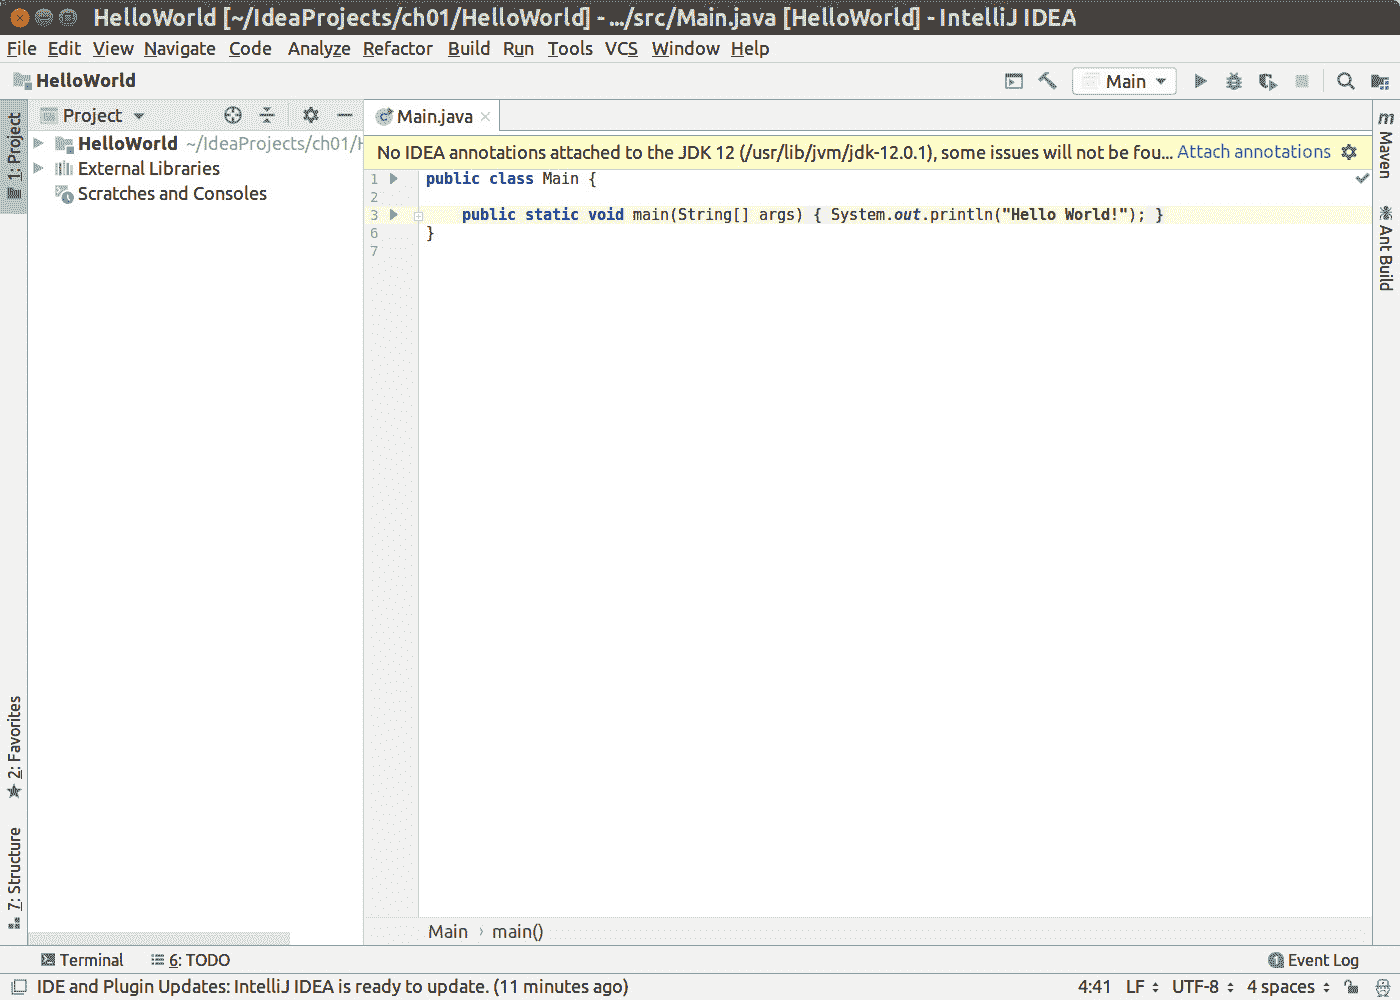 HelloWorld [~/IdeaProjects/ch01/HelloWorld] - .../src/Main.java [HelloWorld] - IntelliJ IDEA
File Edit View Navigate Code Analyze Refactor Build Run Tools VCS Window Help
HelloWorld
Main
1: Project
Project
Main.java
HelloWorld ~/IdeaProjects/ch01/H
External Libraries
Scratches and Consoles
No IDEA annotations attached to the JDK 12 (/usr/lib/jvm/jdk-12.0.1), some issues will not be fou... Attach annotations
1 public class Main {
2
3 public static void main(String[] args) { System.out.println("Hello World!"); }
6 }
7
m Maven
Ant Build
2: Favorites
7: Structure
Main › main()
Terminal
6: TODO
1 Event Log
IDE and Plugin Updates: IntelliJ IDEA is ready to update. (11 minutes ago)
4:41 LF UTF-8 4 spaces